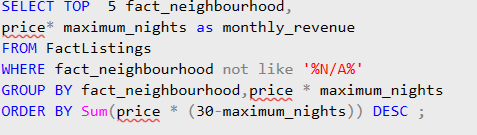 SELECT TOP  5 fact_neighbourhood,
price* maximum_nights as monthly_revenue
FROM FactListings
WHERE fact_neighbourhood not like '%N/A%'
GROUP BY fact_neighbourhood,price * maximum_nights
ORDER BY Sum(price * (30-maximum_nights)) DESC ;